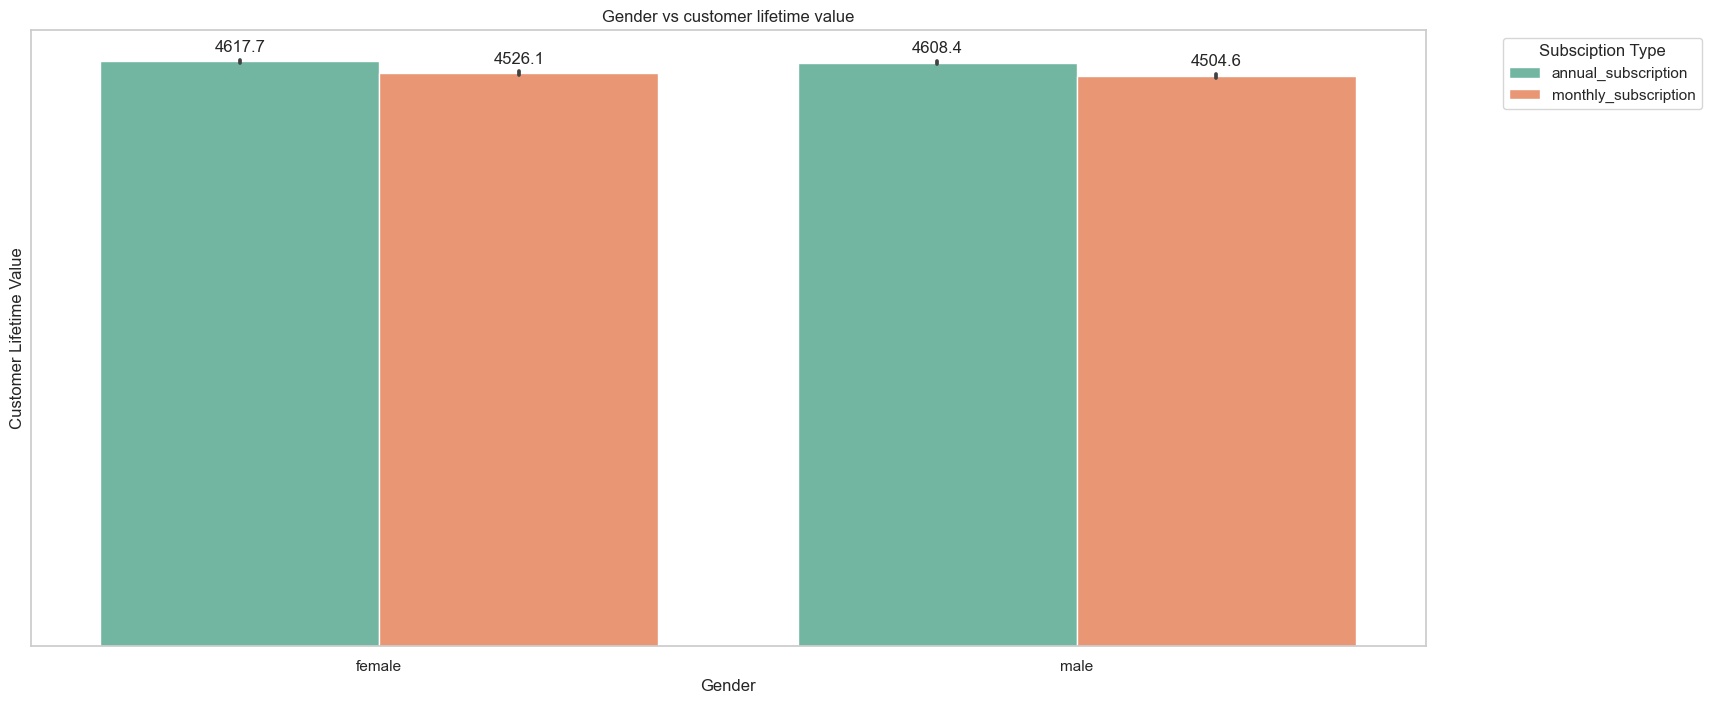 Gender vs customer lifetime value
4617.7
4526.1
4608.4
4504.6
Subsciption Type
annual_subscription
monthly_subscription
Customer Lifetime Value
female
male
Gender